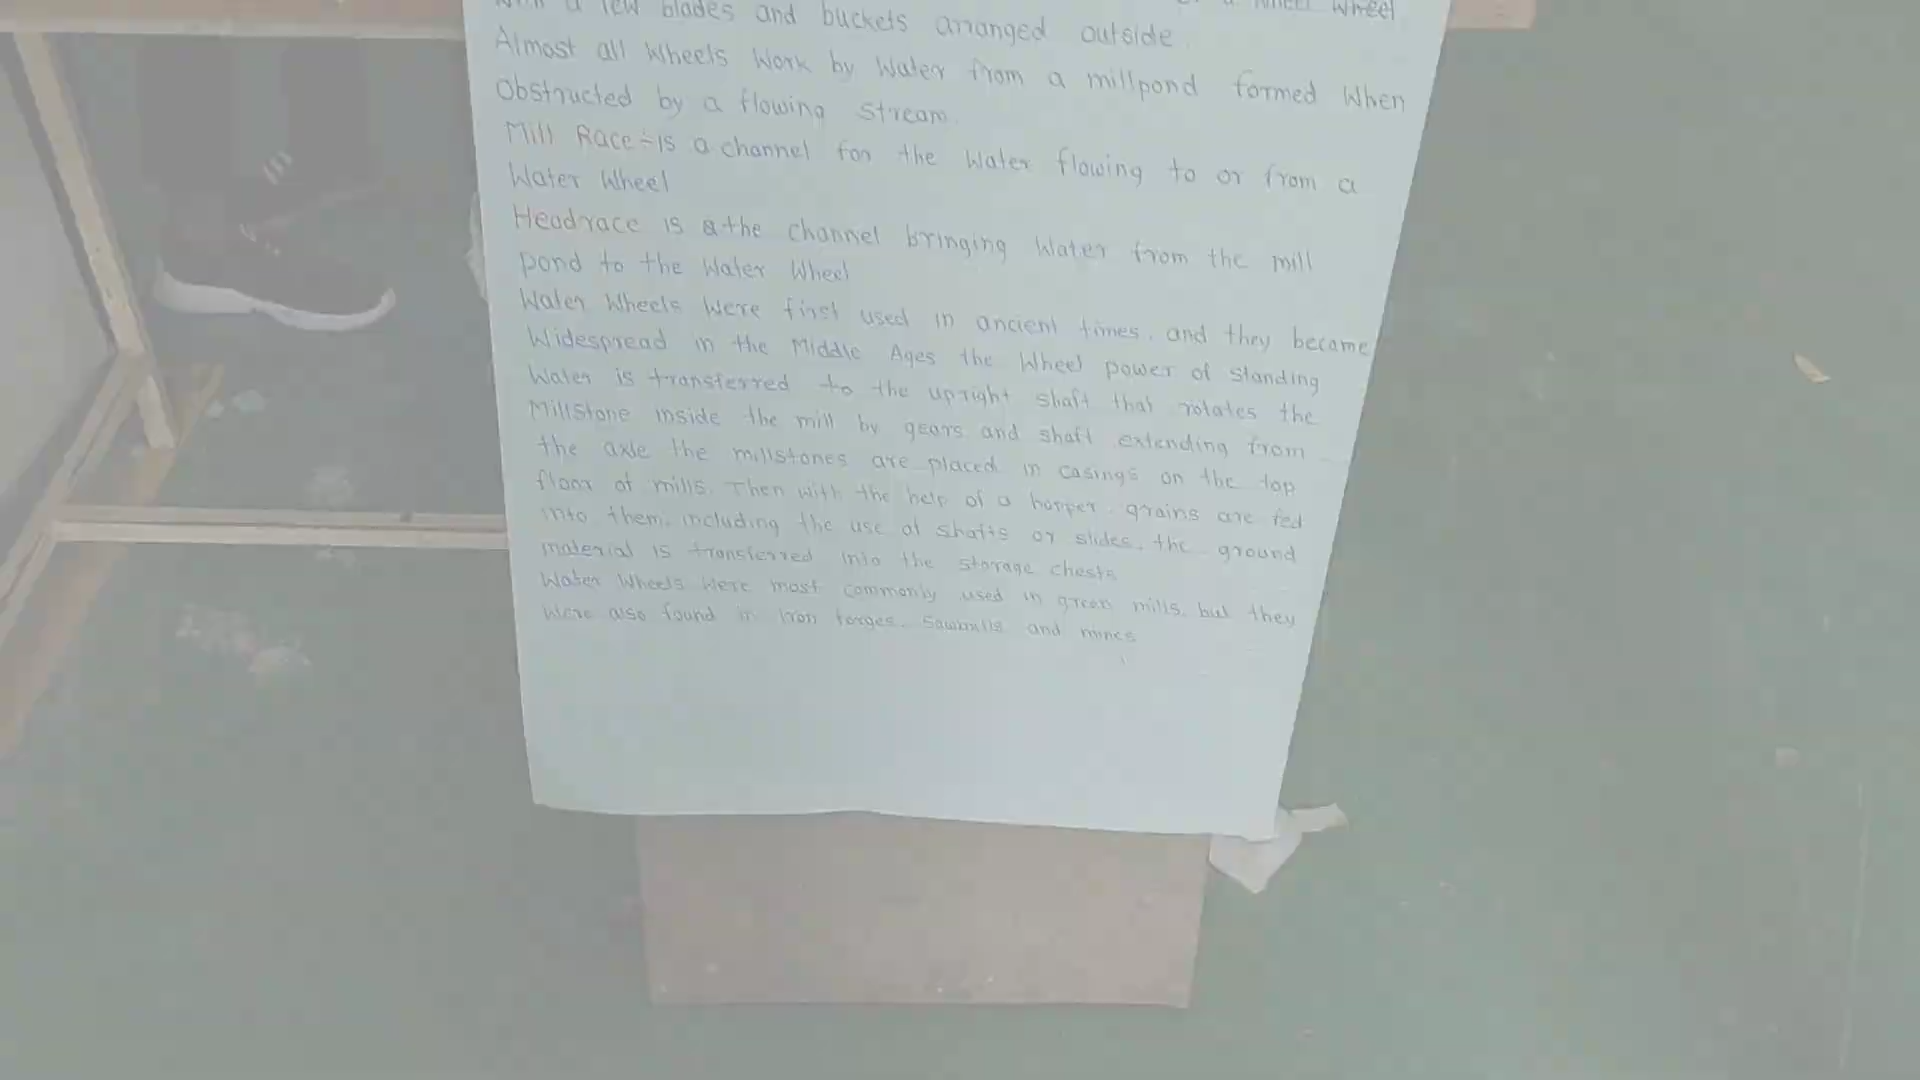 a few blades and buckets arranged outside.
Almost all Wheels Work by Water from a millpond formed When
Obstructed by a flowing stream.
Mill Race÷is a channel for the Water flowing to or from a
Water Wheel
Headrace is the channel bringing Water from the mill
pond to the Water Wheel
Water Wheels Were first used in ancient times, and they became
Widespread in the Middle Ages the Wheel power of standing
Water is transferred to the upright shaft that rotates the
Millstone inside the mill by gears and shaft extending from
the axle the millstones are placed in casings on the top
floor of mills. Then with the help of a hopper, grains are fed
into them, including the use of shafts or slides, the ground
material is transferred into the storage chests
Water Wheels Were most commonly used in green mills, but they
Were also found in iron forges, Sawmills and mines